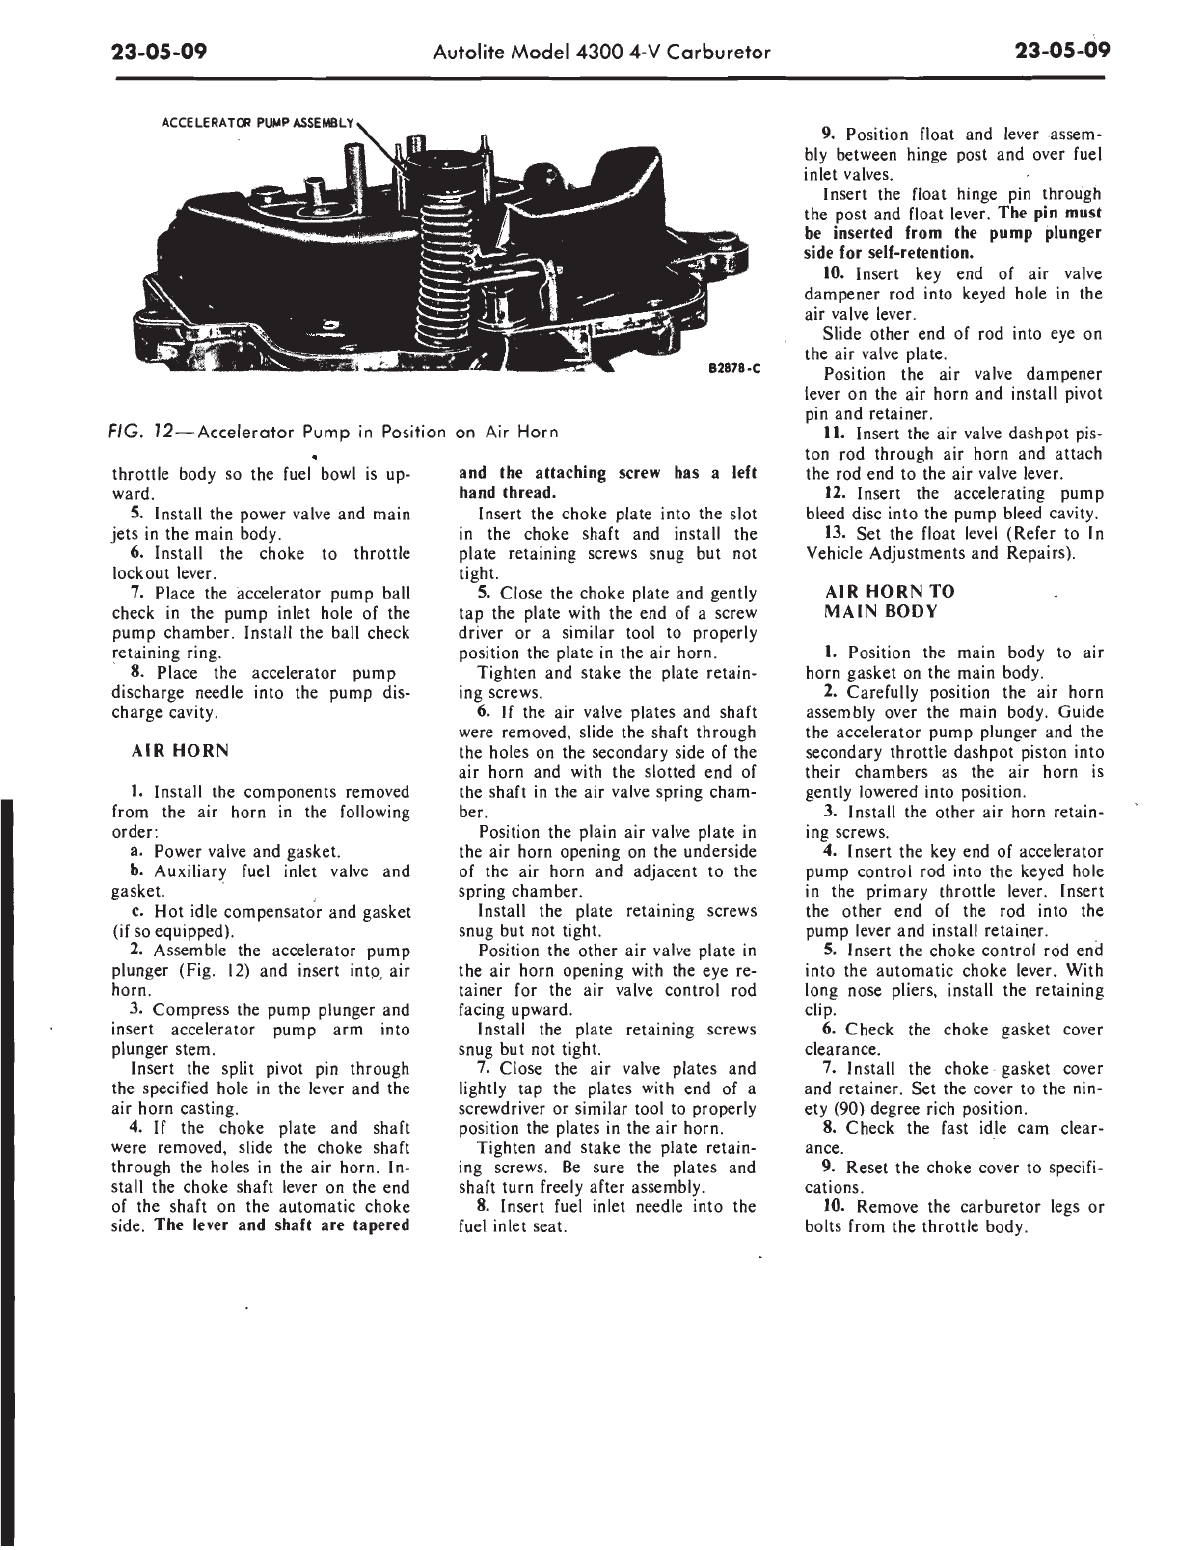 23-05-09
Autolite Model 4300 4-V Carburetor
23-05-09
ACCELERATOR PUMP ASSEMBLY
B2878-C
FIG. 12—Accelerator Pump in Position on Air Horn
throttle body so the fuel bowl is up-
ward.
5. Install the power valve and main
jets in the main body.
6. Install the choke to throttle
lockout lever.
7. Place the accelerator pump ball
check in the pump inlet hole of the
pump chamber. Install the ball check
retaining ring.
8. Place the accelerator pump
discharge needle into the pump dis-
charge cavity.
AIR HORN
1. Install the components removed
from the air horn in the following
order:
a. Power valve and gasket.
b. Auxiliary fuel inlet valve and
gasket.
c. Hot idle compensator and gasket
(if so equipped).
2. Assemble the accelerator pump
plunger (Fig. 12) and insert into air
horn.
3. Compress the pump plunger and
insert accelerator pump arm into
plunger stem.
Insert the split pivot pin through
the specified hole in the lever and the
air horn casting.
4. If the choke plate and shaft
were removed, slide the choke shaft
through the holes in the air horn. In-
stall the choke shaft lever on the end
of the shaft on the automatic choke
side. The lever and shaft are tapered
and the attaching screw has a left
hand thread.
Insert the choke plate into the slot
in the choke shaft and install the
plate retaining screws snug but not
tight.
5. Close the choke plate and gently
tap the plate with the end of a screw
driver or a similar tool to properly
position the plate in the air horn.
Tighten and stake the plate retain-
ing screws.
6. If the air valve plates and shaft
were removed, slide the shaft through
the holes on the secondary side of the
air horn and with the slotted end of
the shaft in the air valve spring cham-
ber.
Position the plain air valve plate in
the air horn opening on the underside
of the air horn and adjacent to the
spring chamber.
Install the plate retaining screws
snug but not tight.
Position the other air valve plate in
the air horn opening with the eye re-
tainer for the air valve control rod
facing upward.
Install the plate retaining screws
snug but not tight.
7. Close the air valve plates and
lightly tap the plates with end of a
screwdriver or similar tool to properly
position the plates in the air horn.
Tighten and stake the plate retain-
ing screws. Be sure the plates and
shaft turn freely after assembly.
8. Insert fuel inlet needle into the
fuel inlet seat.
9. Position float and lever assem-
bly between hinge post and over fuel
inlet valves.
Insert the float hinge pin through
the post and float lever. The pin must
be inserted from the pump plunger
side for self-retention.
10. Insert key end of air valve
dampener rod into keyed hole in the
air valve lever.
Slide other end of rod into eye on
the air valve plate.
Position the air valve dampener
lever on the air horn and install pivot
pin and retainer.
11. Insert the air valve dashpot pis-
ton rod through air horn and attach
the rod end to the air valve lever.
12. Insert the accelerating pump
bleed disc into the pump bleed cavity.
13. Set the float level (Refer to In
Vehicle Adjustments and Repairs).
AIR HORN TO
MAIN BODY
1. Position the main body to air
horn gasket on the main body.
2. Carefully position the air horn
assembly over the main body. Guide
the accelerator pump plunger and the
secondary throttle dashpot piston into
their chambers as the air horn is
gently lowered into position.
3. Install the other air horn retain-
ing screws.
4. Insert the key end of accelerator
pump control rod into the keyed hole
in the primary throttle lever. Insert
the other end of the rod into the
pump lever and install retainer.
5. Insert the choke control rod end
into the automatic choke lever. With
long nose pliers, install the retaining
clip.
6. Check the choke gasket cover
clearance.
7. Install the choke gasket cover
and retainer. Set the cover to the nin-
ety (90) degree rich position.
8. Check the fast idle cam clear-
ance.
9. Reset the choke cover to specifi-
cations.
10. Remove the carburetor legs or
bolts from the throttle body.